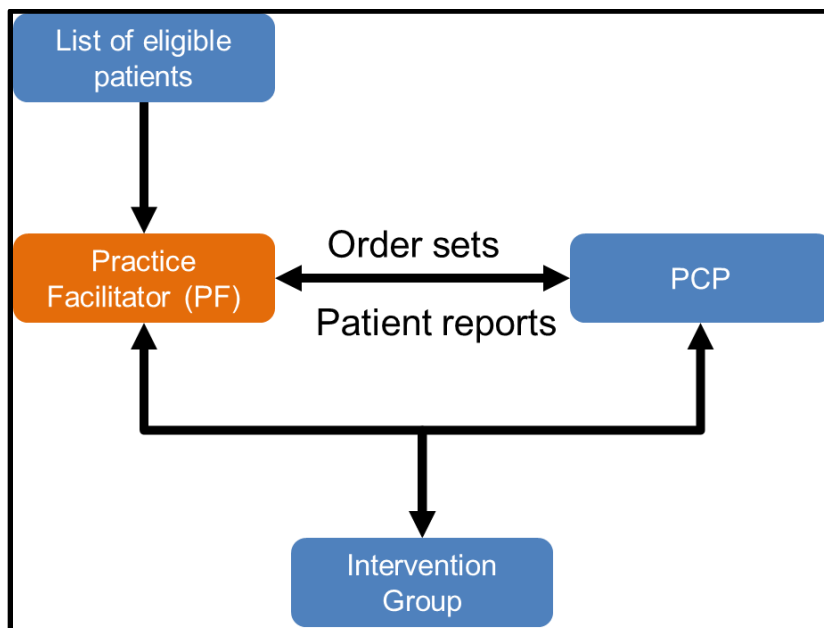 List of eligible
patients
Order sets
Practice
Facilitator (PF)
PCP
Patient reports
Intervention
Group